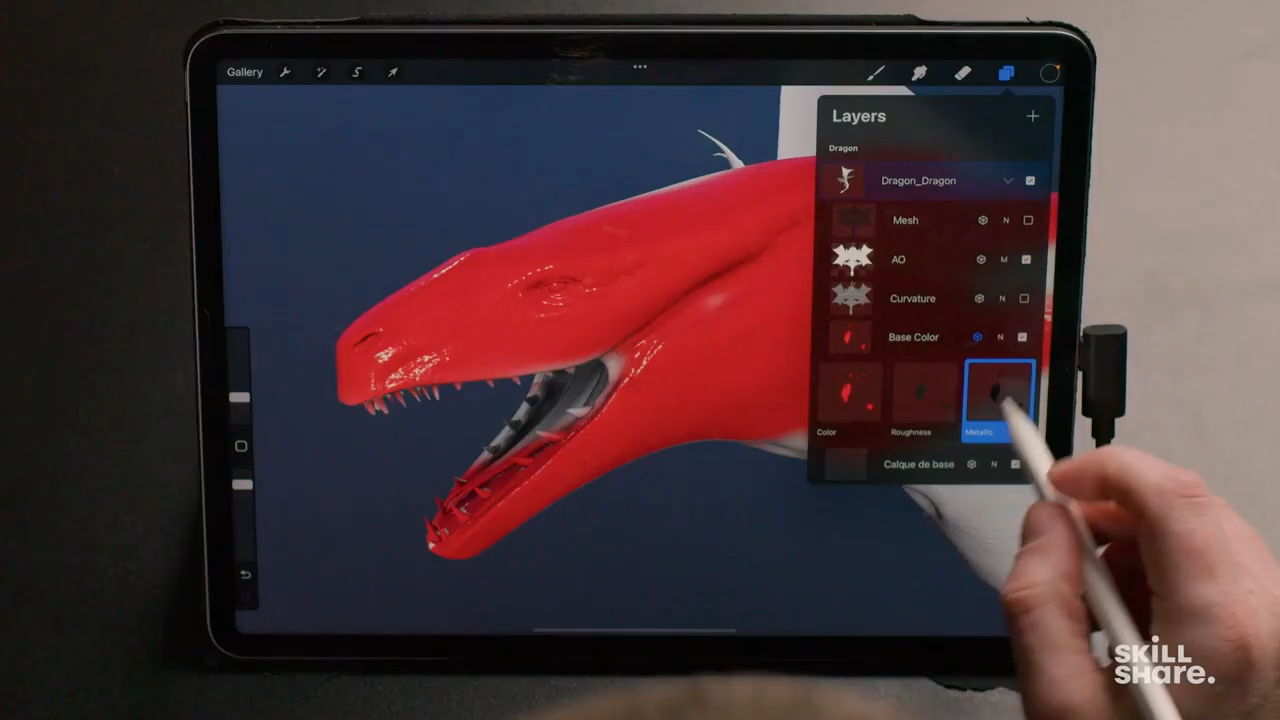 Gallery
Layers
Dragon
Dragon_Dragon
Mesh N
AO M
Curvature N
Base Color N
Color Roughness Metallic
Calque de base N
SKiLL
SHare.